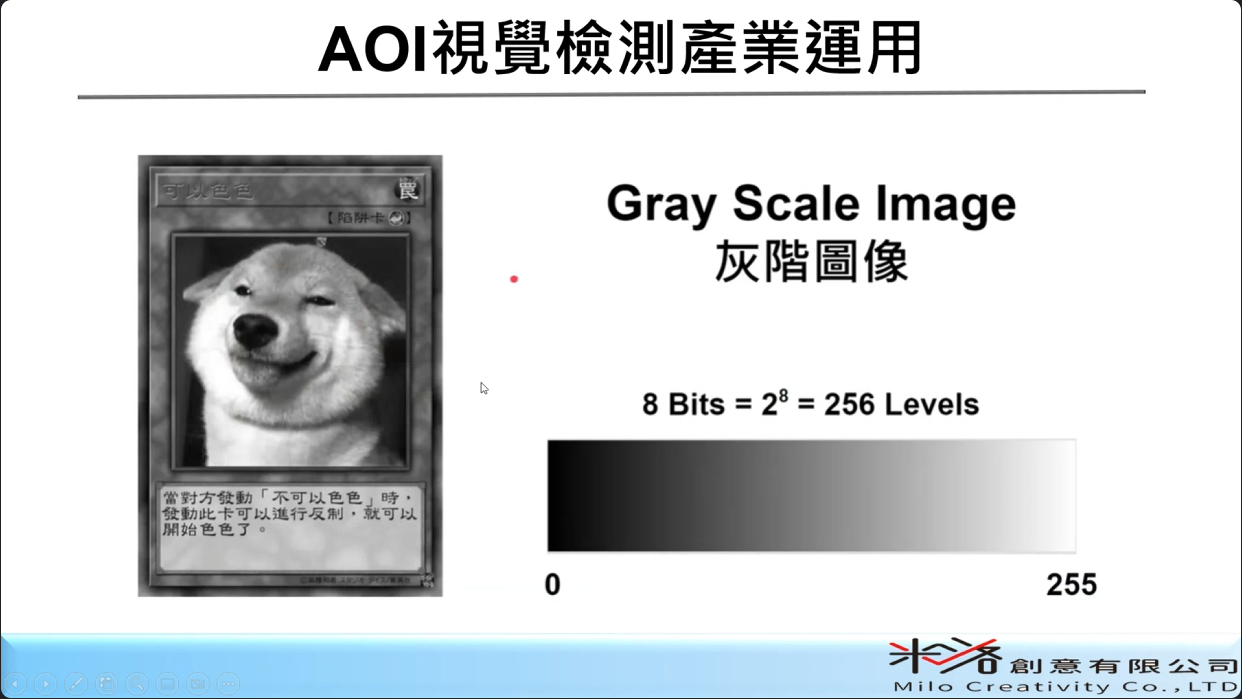 AOI視覺檢測產業運用
可以色色
罠
【陷阱卡】
當對方發動「不可以色色」時，
發動此卡可以進行反制，就可以
開始色色了。
Gray Scale Image
灰階圖像
8 Bits = 2⁸ = 256 Levels
0
255
米洛創意有限公司
Milo Creativity Co.,LTD